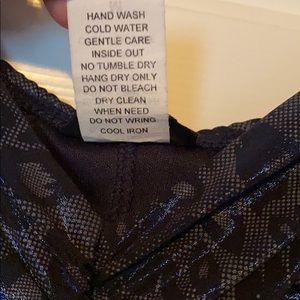 HAND WASH
COLD WATER
GENTLE CARE
INSIDE OUT
NO TUMBLE DRY
HANG DRY ONLY
DO NOT BLEACH
DRY CLEAN
WHEN NEED
DO NOT WRING
COOL IRON